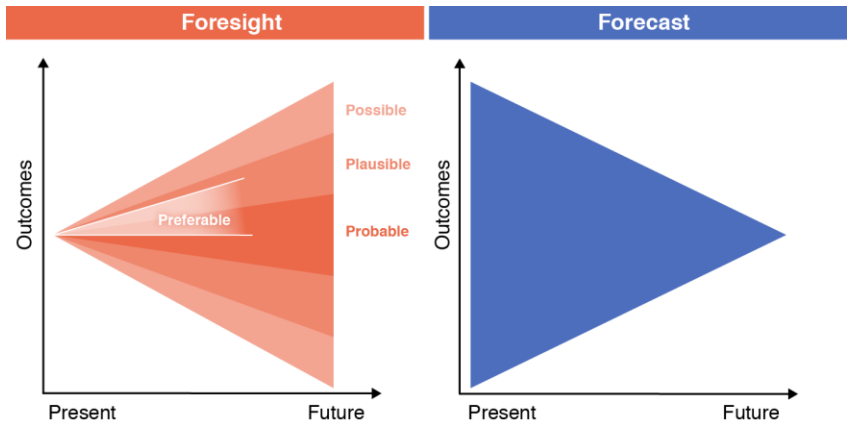 Foresight
Forecast
Outcomes
Possible
Plausible
Preferable
Probable
Present
Future
Outcomes
Present
Future